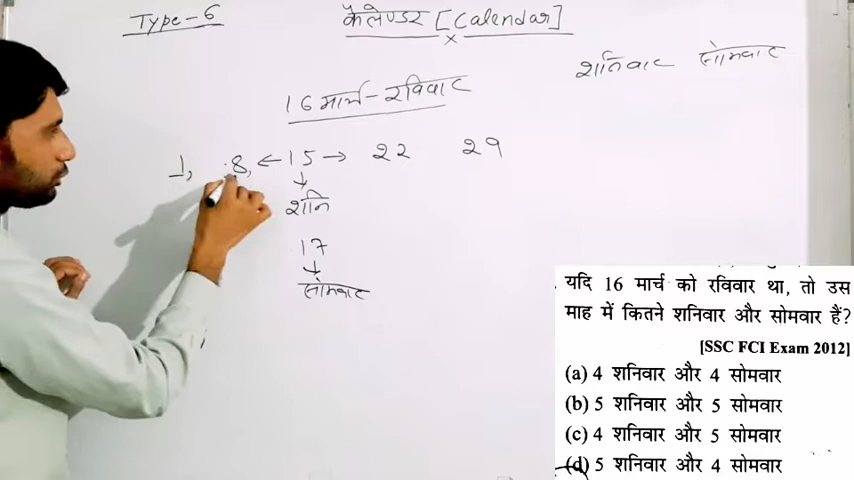 Type-6
कैलेण्डर [Calendar]
x
शनिवार सोमवार
16 मार्च - रविवार
1, 8, ← 15 → 22 29
↓
शनि
17
↓
सोमवार
यदि 16 मार्च को रविवार था, तो उस
माह में कितने शनिवार और सोमवार हैं?
[SSC FCI Exam 2012]
(a) 4 शनिवार और 4 सोमवार
(b) 5 शनिवार और 5 सोमवार
(c) 4 शनिवार और 5 सोमवार
(d) 5 शनिवार और 4 सोमवार